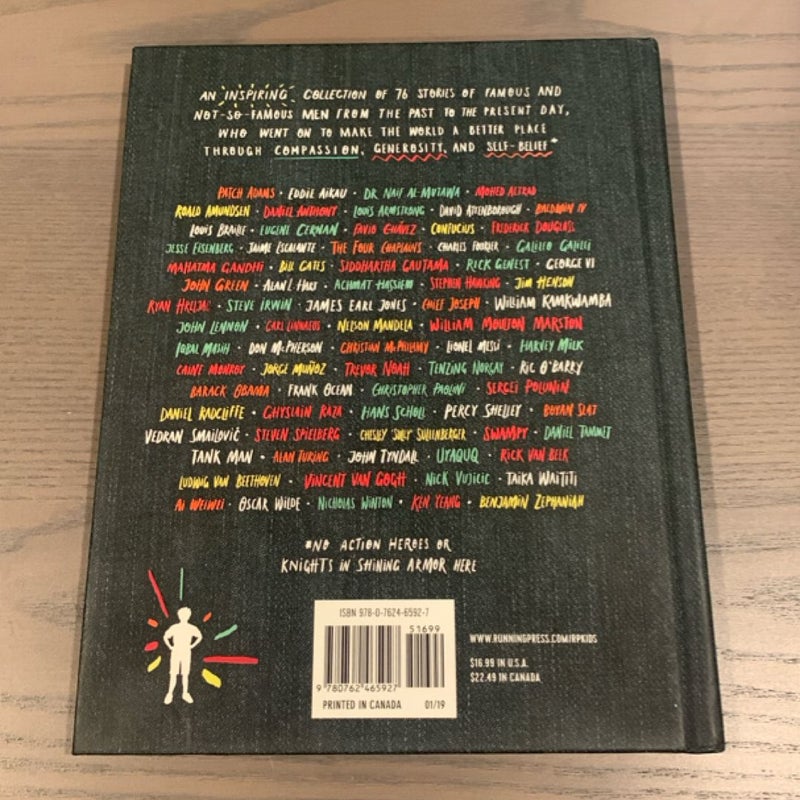 AN INSPIRING COLLECTION OF 76 STORIES OF FAMOUS AND
NOT-SO-FAMOUS MEN FROM THE PAST TO THE PRESENT DAY,
WHO WENT ON TO MAKE THE WORLD A BETTER PLACE
THROUGH COMPASSION, GENEROSITY, AND SELF-BELIEF*
PATCH ADAMS · EDDIE AIKAU · DR NAIF AL-MUTAWA · MOHED ALTRAD
ROALD AMUNDSEN · DANIEL ANTHONY · LOUIS ARMSTRONG · DAVID ATTENBOROUGH · BALDWIN IV
LOUIS BRAILLE · EUGENE CERNAN · FAVIO CHÁVEZ · CONFUCIUS · FREDERICK DOUGLASS
JESSE EISENBERG · JAIME ESCALANTE · THE FOUR CHAPLAINS · CHARLES FOURIER · GALILEO GALILEI
MAHATMA GANDHI · BILL GATES · SIDDHARTHA GAUTAMA · RICK GENEST · GEORGE VI
JOHN GREEN · ALAN L HART · ACHMAT HASSIEM · STEPHEN HAWKING · JIM HENSON
RYAN HRELJAC · STEVE IRWIN · JAMES EARL JONES · CHIEF JOSEPH · WILLIAM KAMKWAMBA
JOHN LENNON · CARL LINNAEUS · NELSON MANDELA · WILLIAM MOULTON MARSTON
IQBAL MASIH · DON MCPHERSON · CHRISTIAN MCPHILAMY · LIONEL MESSI · HARVEY MILK
CAINE MONROY · JORGE MUÑOZ · TREVOR NOAH · TENZING NORGAY · RIC O'BARRY
BARACK OBAMA · FRANK OCEAN · CHRISTOPHER PAOLINI · SERGEI POLUNIN
DANIEL RADCLIFFE · GHYSLAIN RAZA · HANS SCHOLL · PERCY SHELLEY · BOYAN SLAT
VEDRAN SMAILOVIĆ · STEVEN SPIELBERG · CHESLEY 'SULLY' SULLENBERGER · SWAMPY · DANIEL TAMMET
TANK MAN · ALAN TURING · JOHN TYNDALL · UYAQUQ · RICK VAN BEEK
LUDWIG VAN BEETHOVEN · VINCENT VAN GOGH · NICK VUJICIC · TAIKA WAITITI
AI WEIWEI · OSCAR WILDE · NICHOLAS WINTON · KEN YEANG · BENJAMIN ZEPHANIAH
*NO ACTION HEROES OR
KNIGHTS IN SHINING ARMOR HERE
ISBN 978-0-7624-6592-7
51699
9 780762 465927
PRINTED IN CANADA 01/19
WWW.RUNNINGPRESS.COM/RPKIDS
$16.99 IN U.S.A.
$22.49 IN CANADA